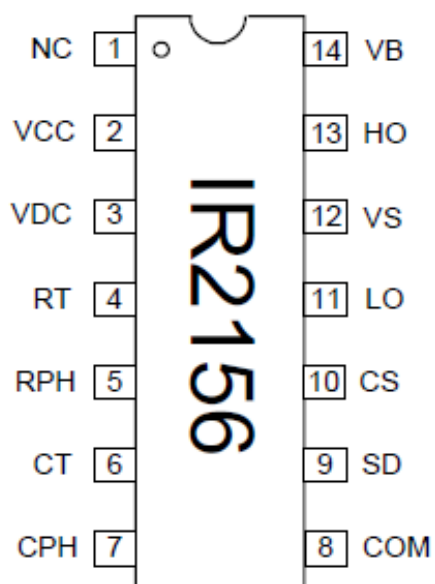 NC 1 14 VB
VCC 2 13 HO
VDC 3 12 VS
RT 4 11 LO
RPH 5 10 CS
CT 6 9 SD
CPH 7 8 COM
IR2156